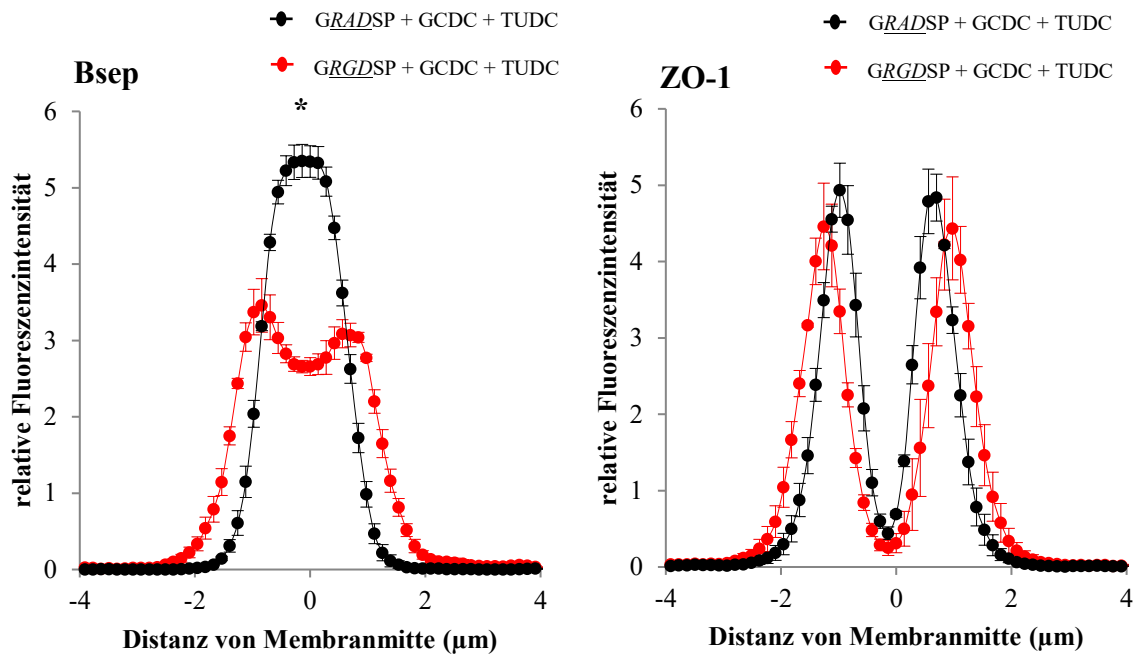 GRADSP + GCDC + TUDC
GRGDSP + GCDC + TUDC
Bsep
*
6
5
4
3
2
1
0
-4
-2
0
2
4
relative Fluoreszenzintensität
Distanz von Membranmitte (µm)
GRADSP + GCDC + TUDC
GRGDSP + GCDC + TUDC
ZO-1
6
5
4
3
2
1
0
-4
-2
0
2
4
relative Fluoreszenzintensität
Distanz von Membranmitte (µm)